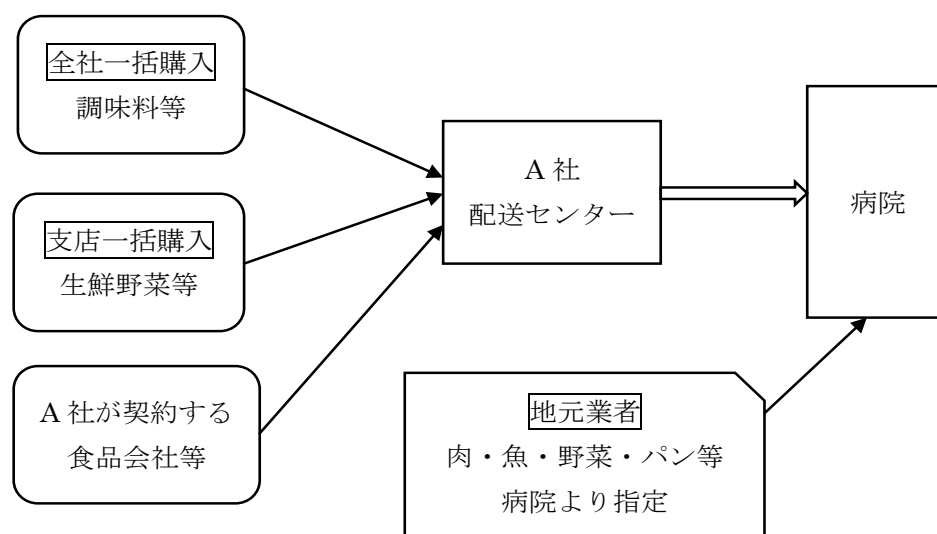 全社一括購入
調味料等
支店一括購入
生鮮野菜等
A 社が契約する
食品会社等
A 社
配送センター
病院
地元業者
肉・魚・野菜・パン等
病院より指定